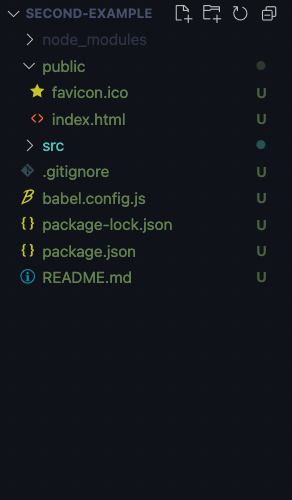 SECOND-EXAMPLE
node_modules
public
favicon.ico U
index.html U
src
.gitignore U
babel.config.js U
package-lock.json U
package.json U
README.md U